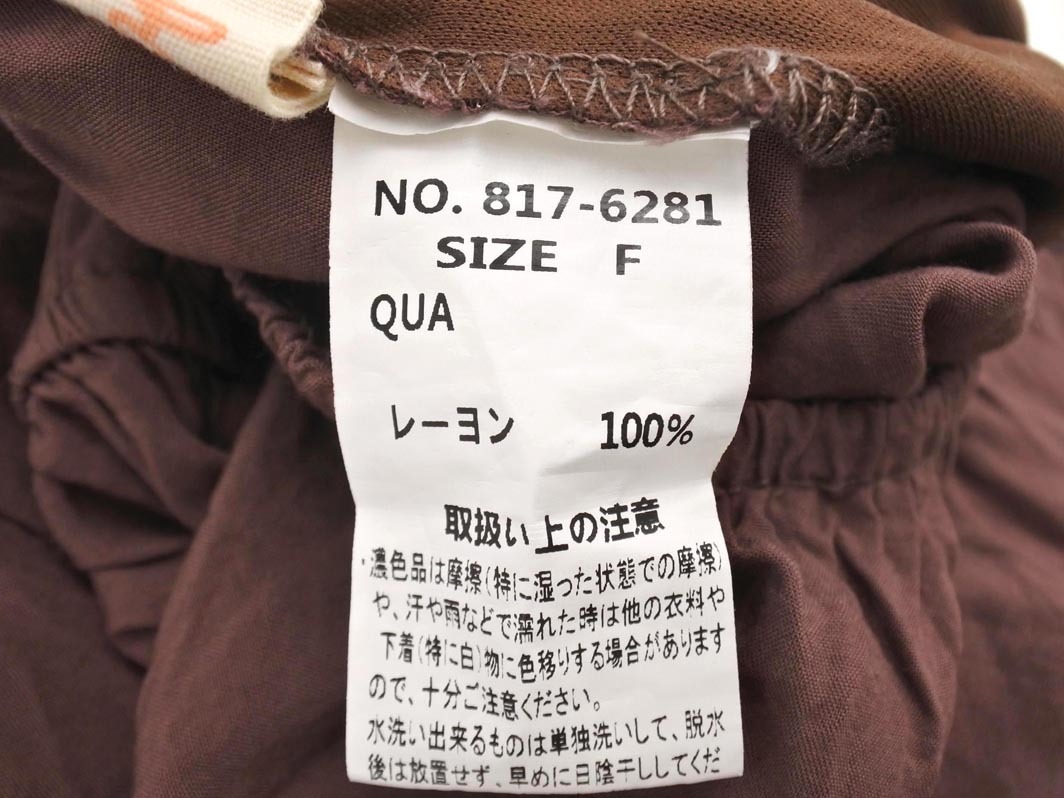 NO. 817-6281
SIZE F
QUA
レーヨン 100%
取扱い上の注意
・濃色品は摩擦(特に湿った状態での摩擦)
や、汗や雨などで濡れた時は他の衣料や
下着(特に白)物に色移りする場合があります
ので、十分ご注意ください。
水洗い出来るものは単独洗いして、脱水
後は放置せず、早めに日陰干ししてくだ